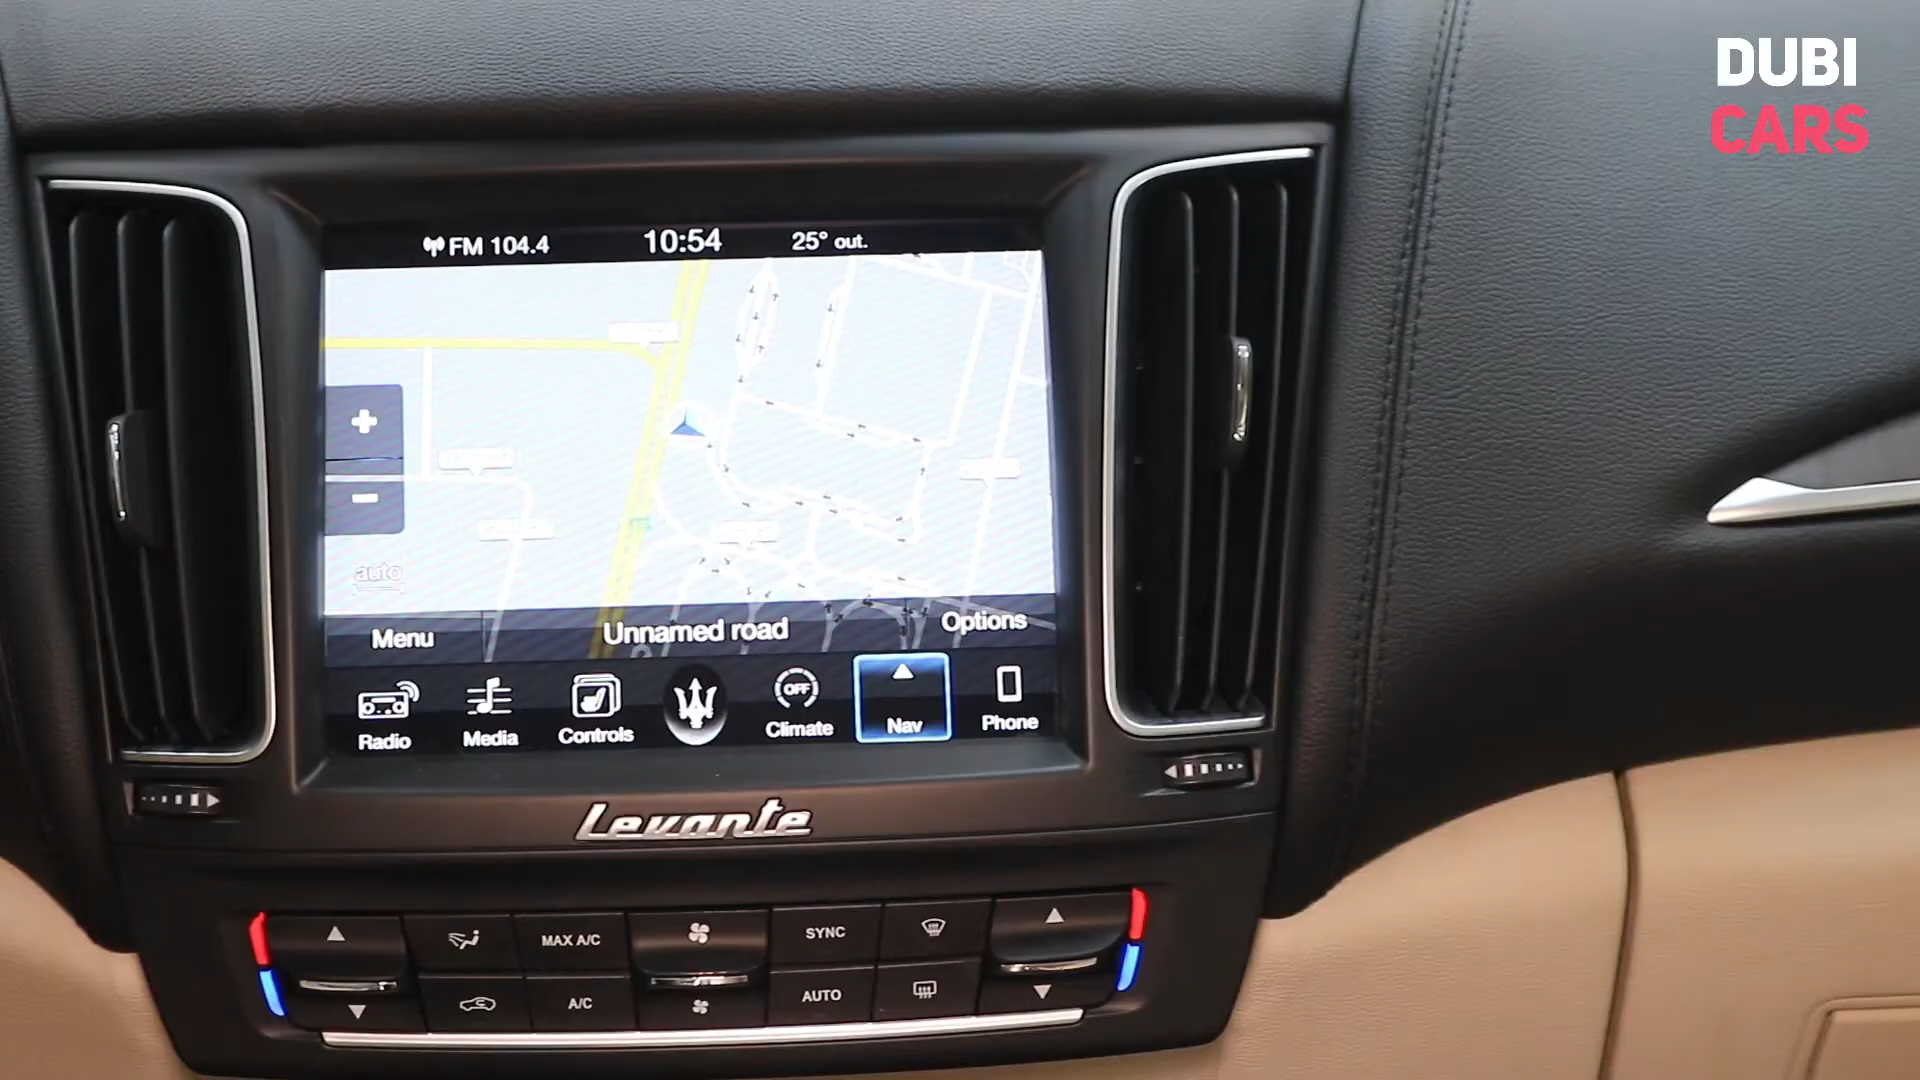 DUBI
CARS
FM 104.4
10:54
25° out.
+
−
auto
Menu
Unnamed road
Options
OFF
Radio
Media
Controls
Climate
Nav
Phone
Levante
MAX A/C
SYNC
A/C
AUTO